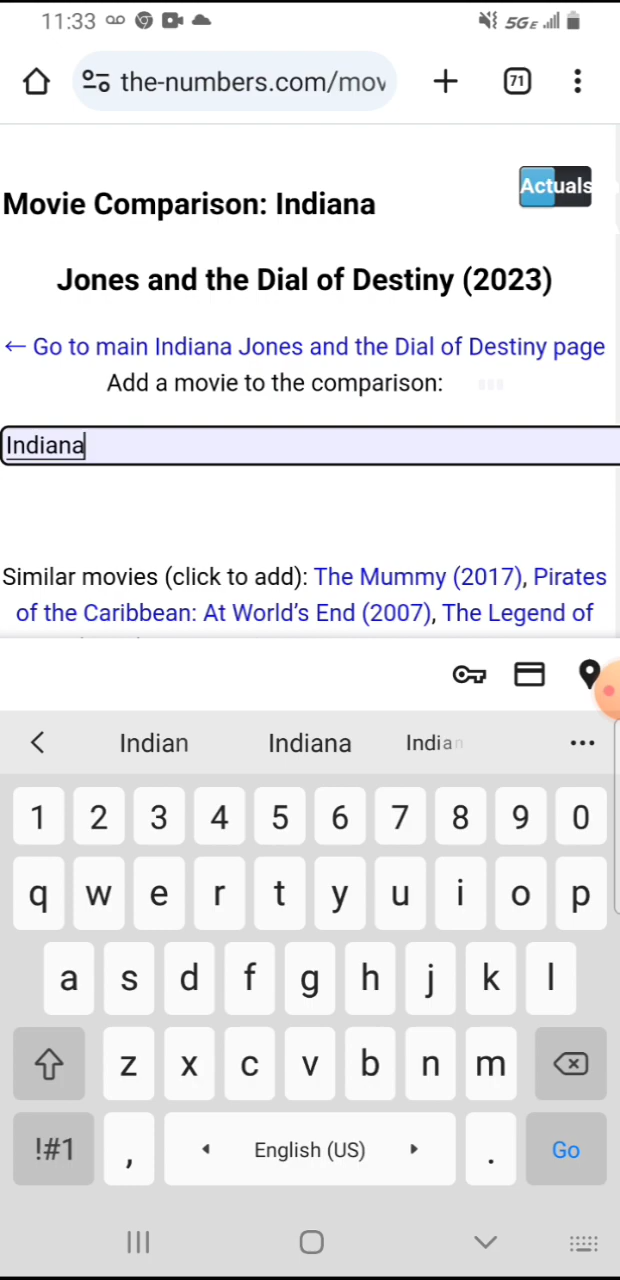 11:33
5GE
the-numbers.com/mov
71
Actuals
Movie Comparison: Indiana
Jones and the Dial of Destiny (2023)
← Go to main Indiana Jones and the Dial of Destiny page
Add a movie to the comparison:
Indiana
Similar movies (click to add): The Mummy (2017), Pirates
of the Caribbean: At World's End (2007), The Legend of
Indian Indiana Indian
1 2 3 4 5 6 7 8 9 0
q w e r t y u i o p
a s d f g h j k l
z x c v b n m
!#1 , English (US) . Go